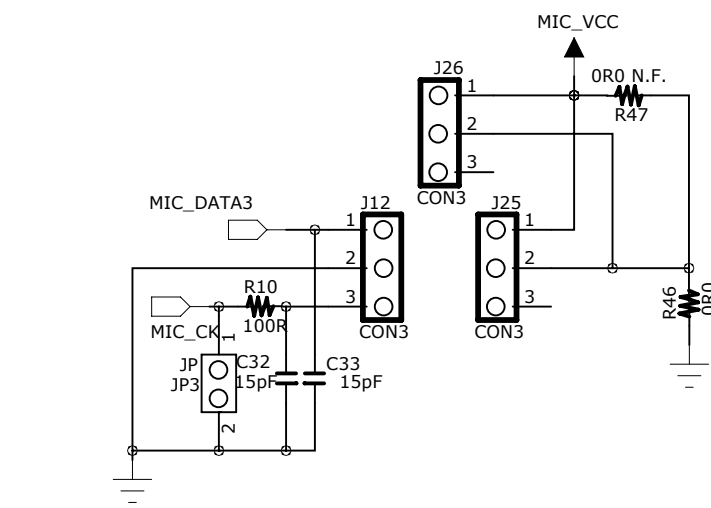 MIC_VCC
J26
0R0 N.F.
1
R47
2
3
CON3
MIC_DATA3
J12
J25
1
1
2
2
R10
3
3
R46
0R0
MIC_CK
100R
CON3
CON3
1
JP
C32
C33
JP3
15pF
15pF
2